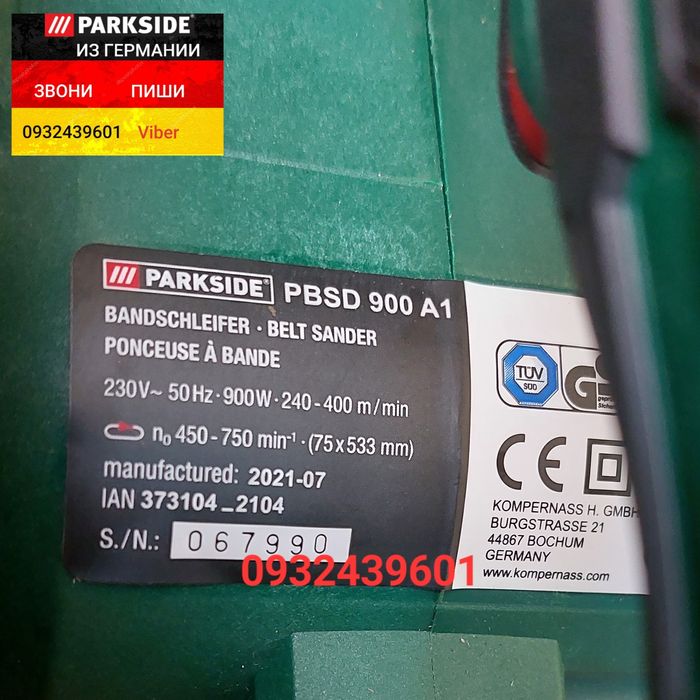 PARKSIDE
ИЗ ГЕРМАНИИ
ЗВОНИ ПИШИ
0932439601 Viber
PARKSIDE PBSD 900 A1
BANDSCHLEIFER · BELT SANDER
PONCEUSE À BANDE
230V~ 50Hz · 900W · 240 - 400 m/min
n₀ 450 - 750 min⁻¹ · (75 x 533 mm)
manufactured: 2021-07
IAN 373104_2104
S./N.: 067990
TÜV
SÜD
GS
CE
KOMPERNASS H. GMBH
BURGSTRASSE 21
44867 BOCHUM
GERMANY
www.kompernass.com
0932439601